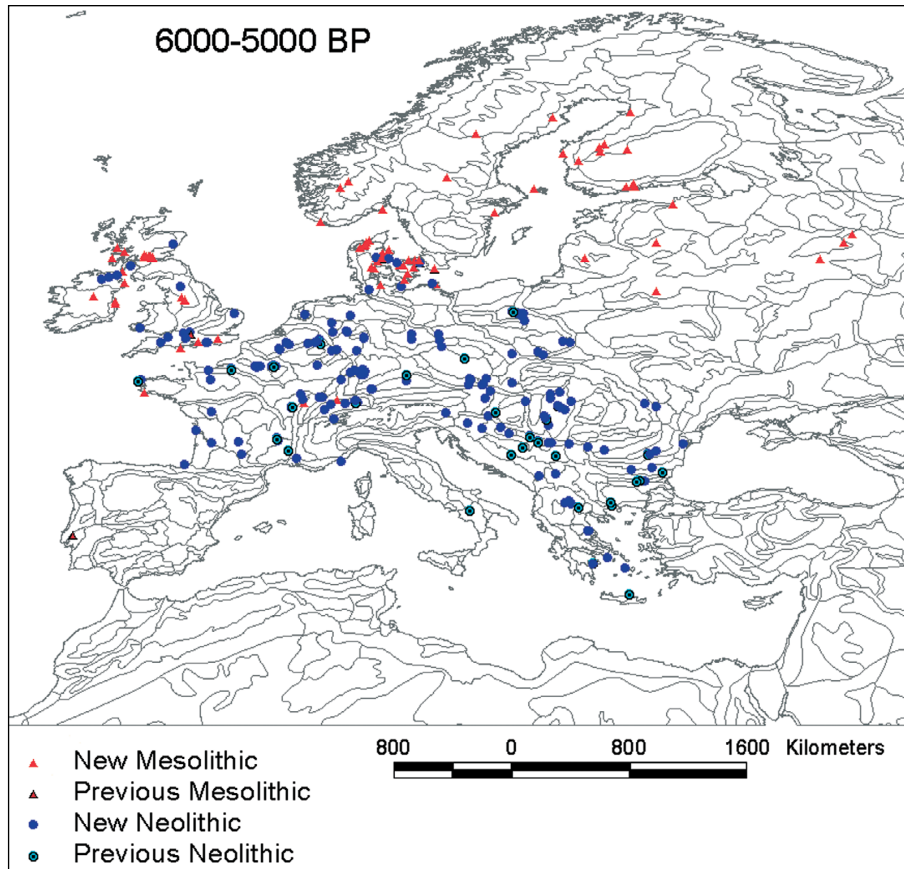 6000-5000 BP
800 0 800 1600 Kilometers
New Mesolithic
Previous Mesolithic
New Neolithic
Previous Neolithic